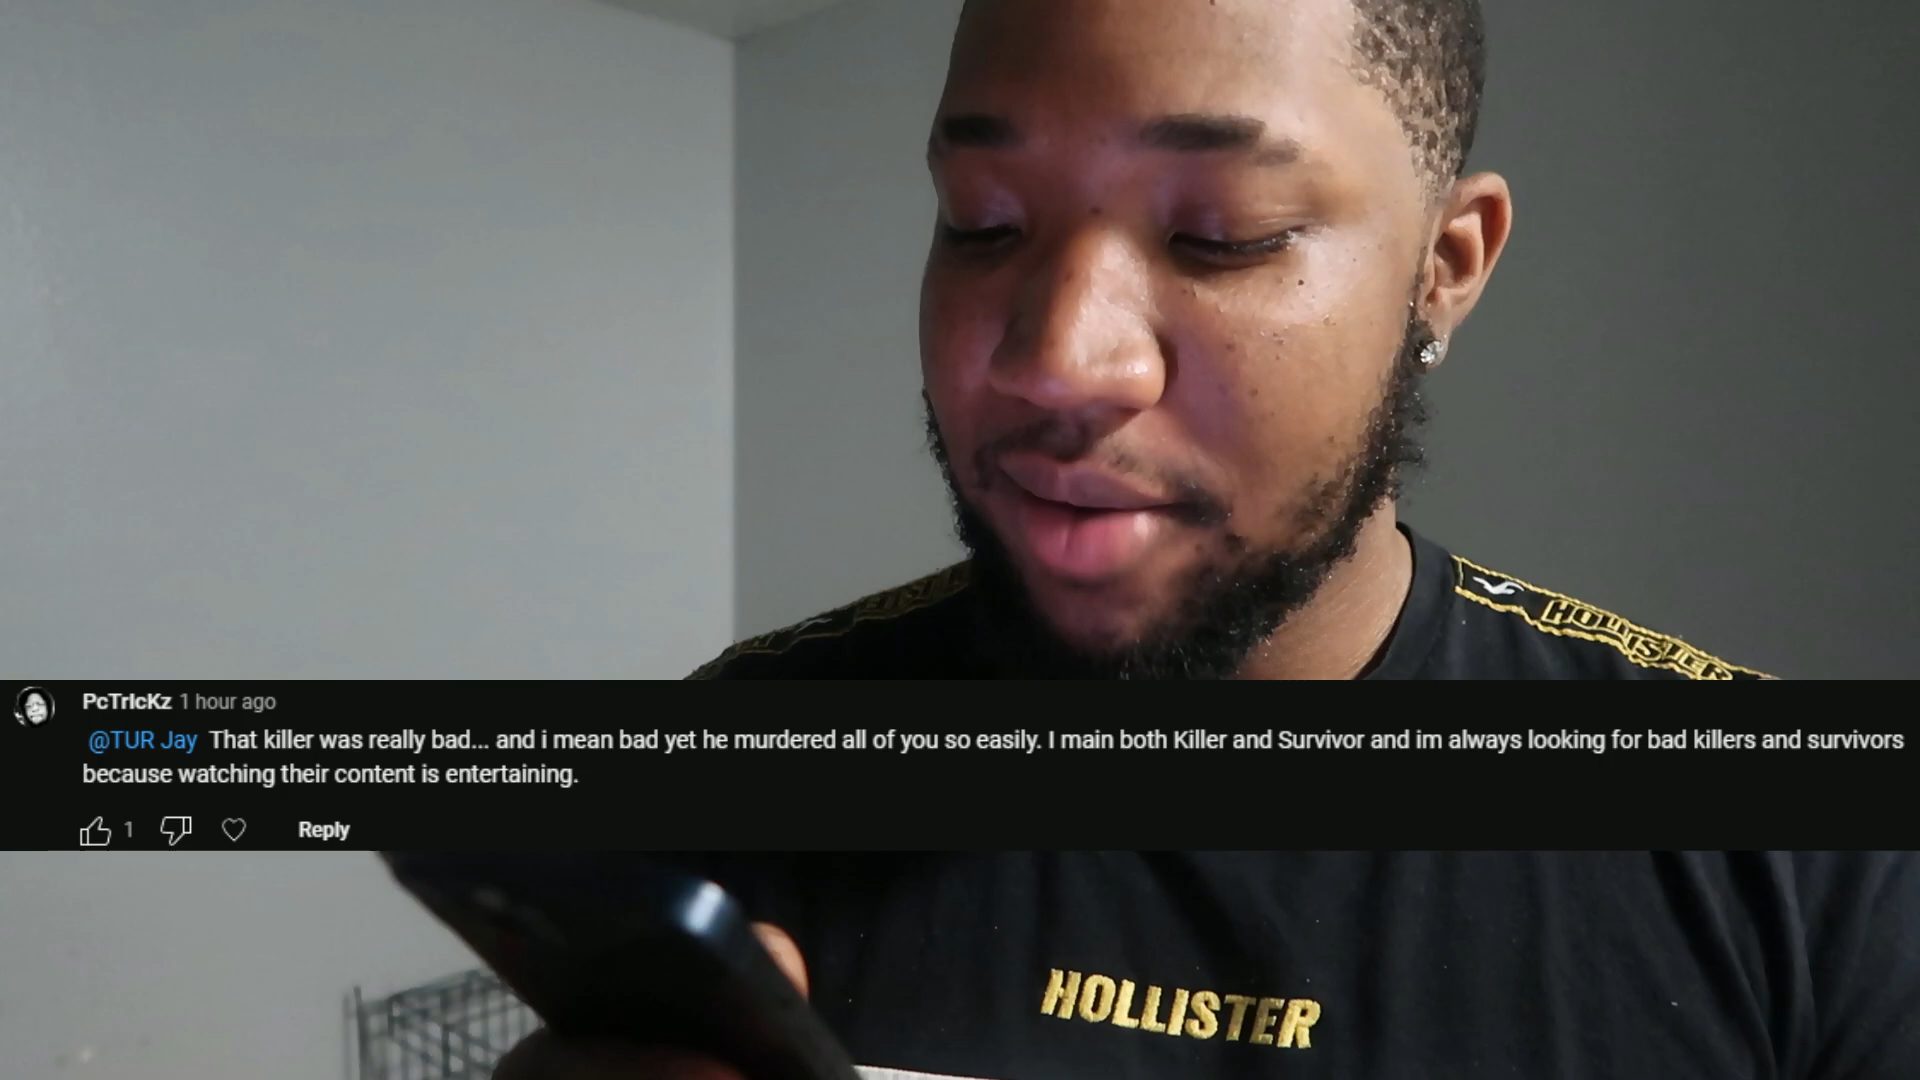 HOLLISTER
PcTrIcKz 1 hour ago
@TUR Jay That killer was really bad... and i mean bad yet he murdered all of you so easily. I main both Killer and Survivor and im always looking for bad killers and survivors
because watching their content is entertaining.
1 Reply
HOLLISTER